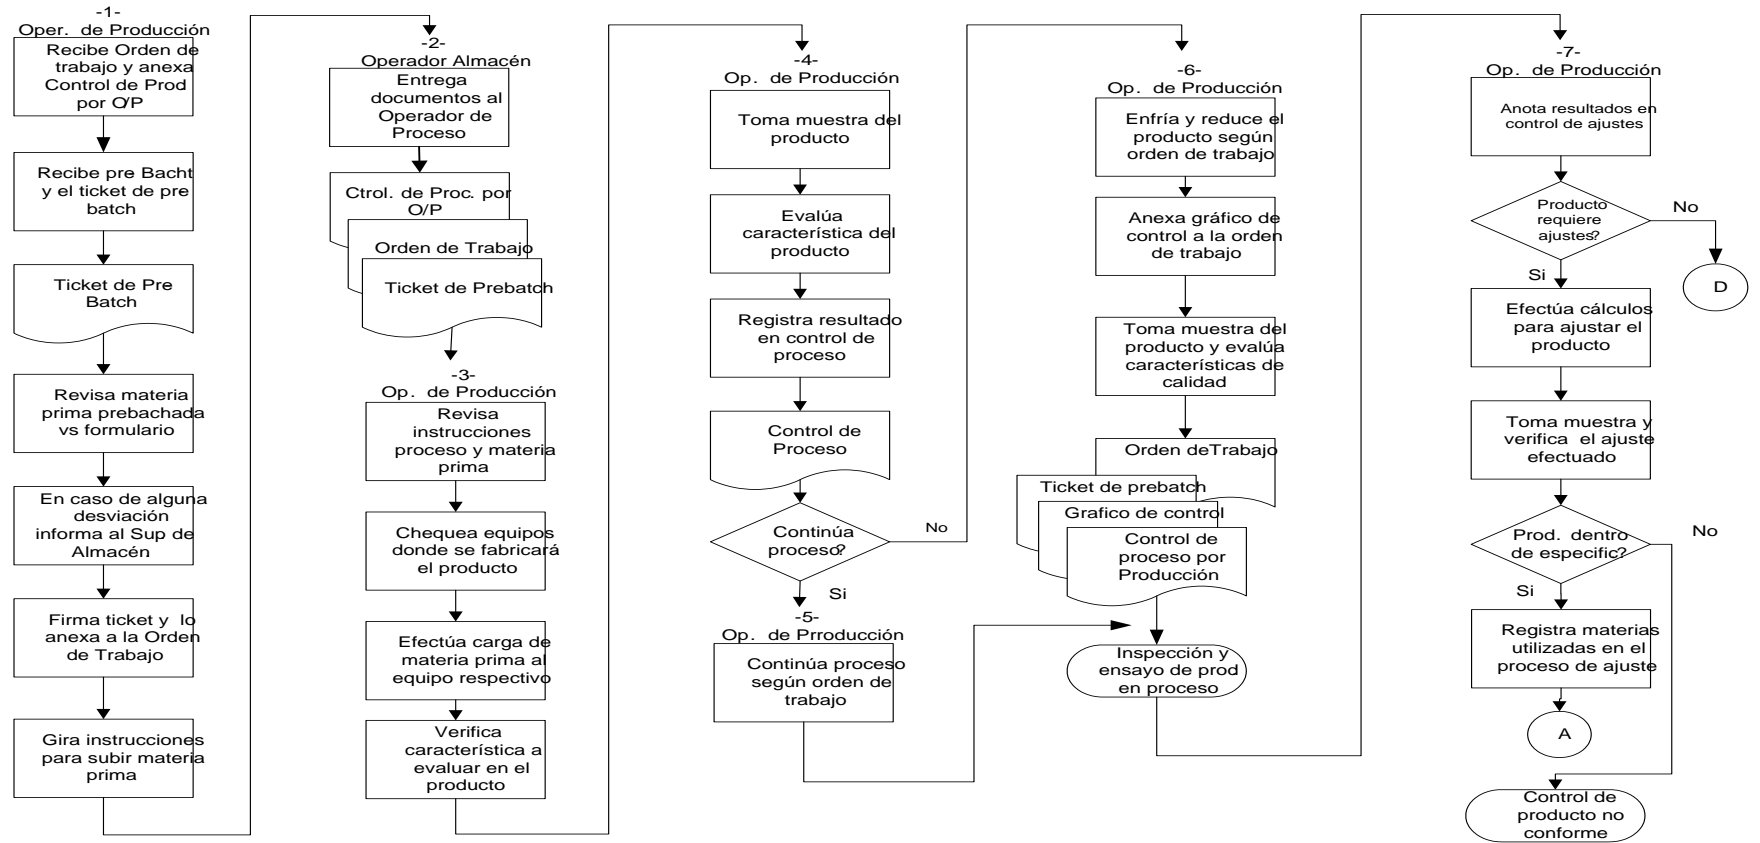 -1-
Oper. de Producción
Recibe Orden de
trabajo y anexa
Control de Prod
por O/P
Recibe pre Bacht
y el ticket de pre
batch
Ticket de Pre
Batch
Revisa materia
prima prebachada
vs formulario
En caso de alguna
desviación
informa al Sup de
Almacén
Firma ticket y lo
anexa a la Orden
de Trabajo
Gira instrucciones
para subir materia
prima
-2-
Operador Almacén
Entrega
documentos al
Operador de
Proceso
Ctrol. de Proc. por
O/P
Orden de Trabajo
Ticket de Prebatch
-3-
Op. de Producción
Revisa
instrucciones
proceso y materia
prima
Chequea equipos
donde se fabricará
el producto
Efectúa carga de
materia prima al
equipo respectivo
Verifica
característica a
evaluar en el
producto
-4-
Op. de Producción
Toma muestra del
producto
Evalúa
característica del
producto
Registra resultado
en control de
proceso
Control de
Proceso
Continúa
proceso?
No
Si
-5-
Op. de Prroducción
Continúa proceso
según orden de
trabajo
-6-
Op. de Producción
Enfría y reduce el
producto según
orden de trabajo
Anexa gráfico de
control a la orden
de trabajo
Toma muestra del
producto y evalúa
características de
calidad
Orden deTrabajo
Ticket de prebatch
Grafico de control
Control de
proceso por
Producción
Inspección y
ensayo de prod
en proceso
-7-
Op. de Producción
Anota resultados en
control de ajustes
Producto
requiere
ajustes?
No
D
Si
Efectúa cálculos
para ajustar el
producto
Toma muestra y
verifica el ajuste
efectuado
Prod. dentro
de especific?
No
Si
Registra materias
utilizadas en el
proceso de ajuste
A
Control de
producto no
conforme